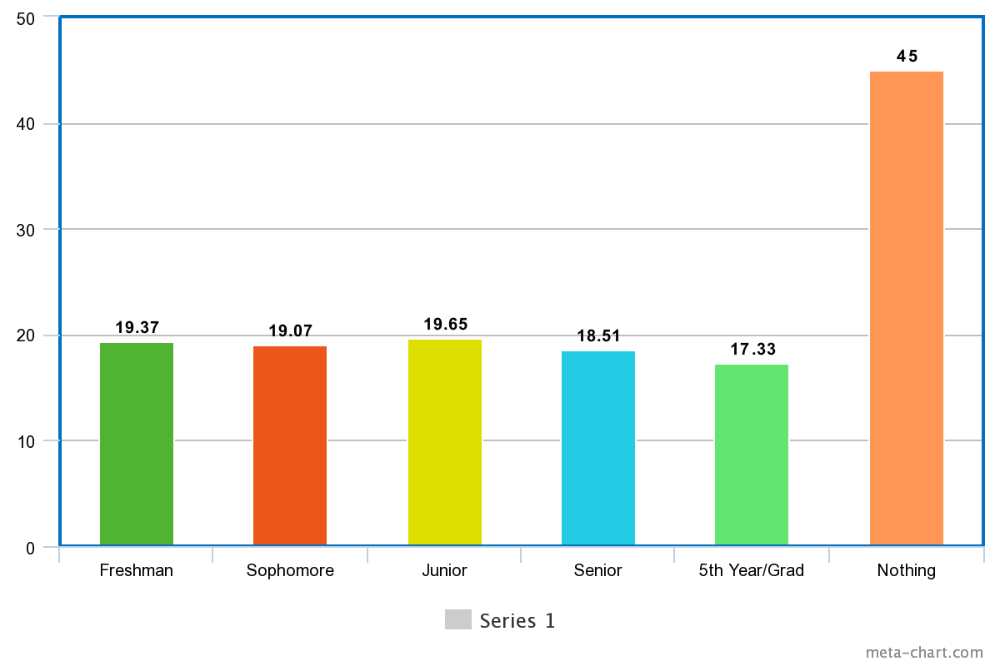 50
45
40
30
19.37 19.07 19.65 18.51 17.33
20
10
0
Freshman Sophomore Junior Senior 5th Year/Grad Nothing
Series 1
meta-chart.com